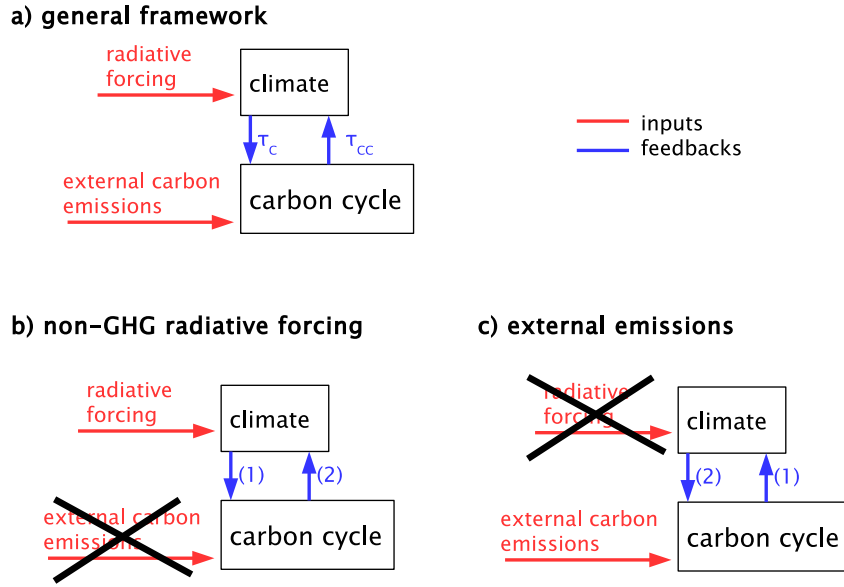 a) general framework
radiative
forcing
climate
τC
τCC
inputs
feedbacks
external carbon
emissions
carbon cycle
b) non-GHG radiative forcing
radiative
forcing
climate
(1)
(2)
external carbon
emissions
carbon cycle
c) external emissions
radiative
forcing
climate
(2)
(1)
external carbon
emissions
carbon cycle